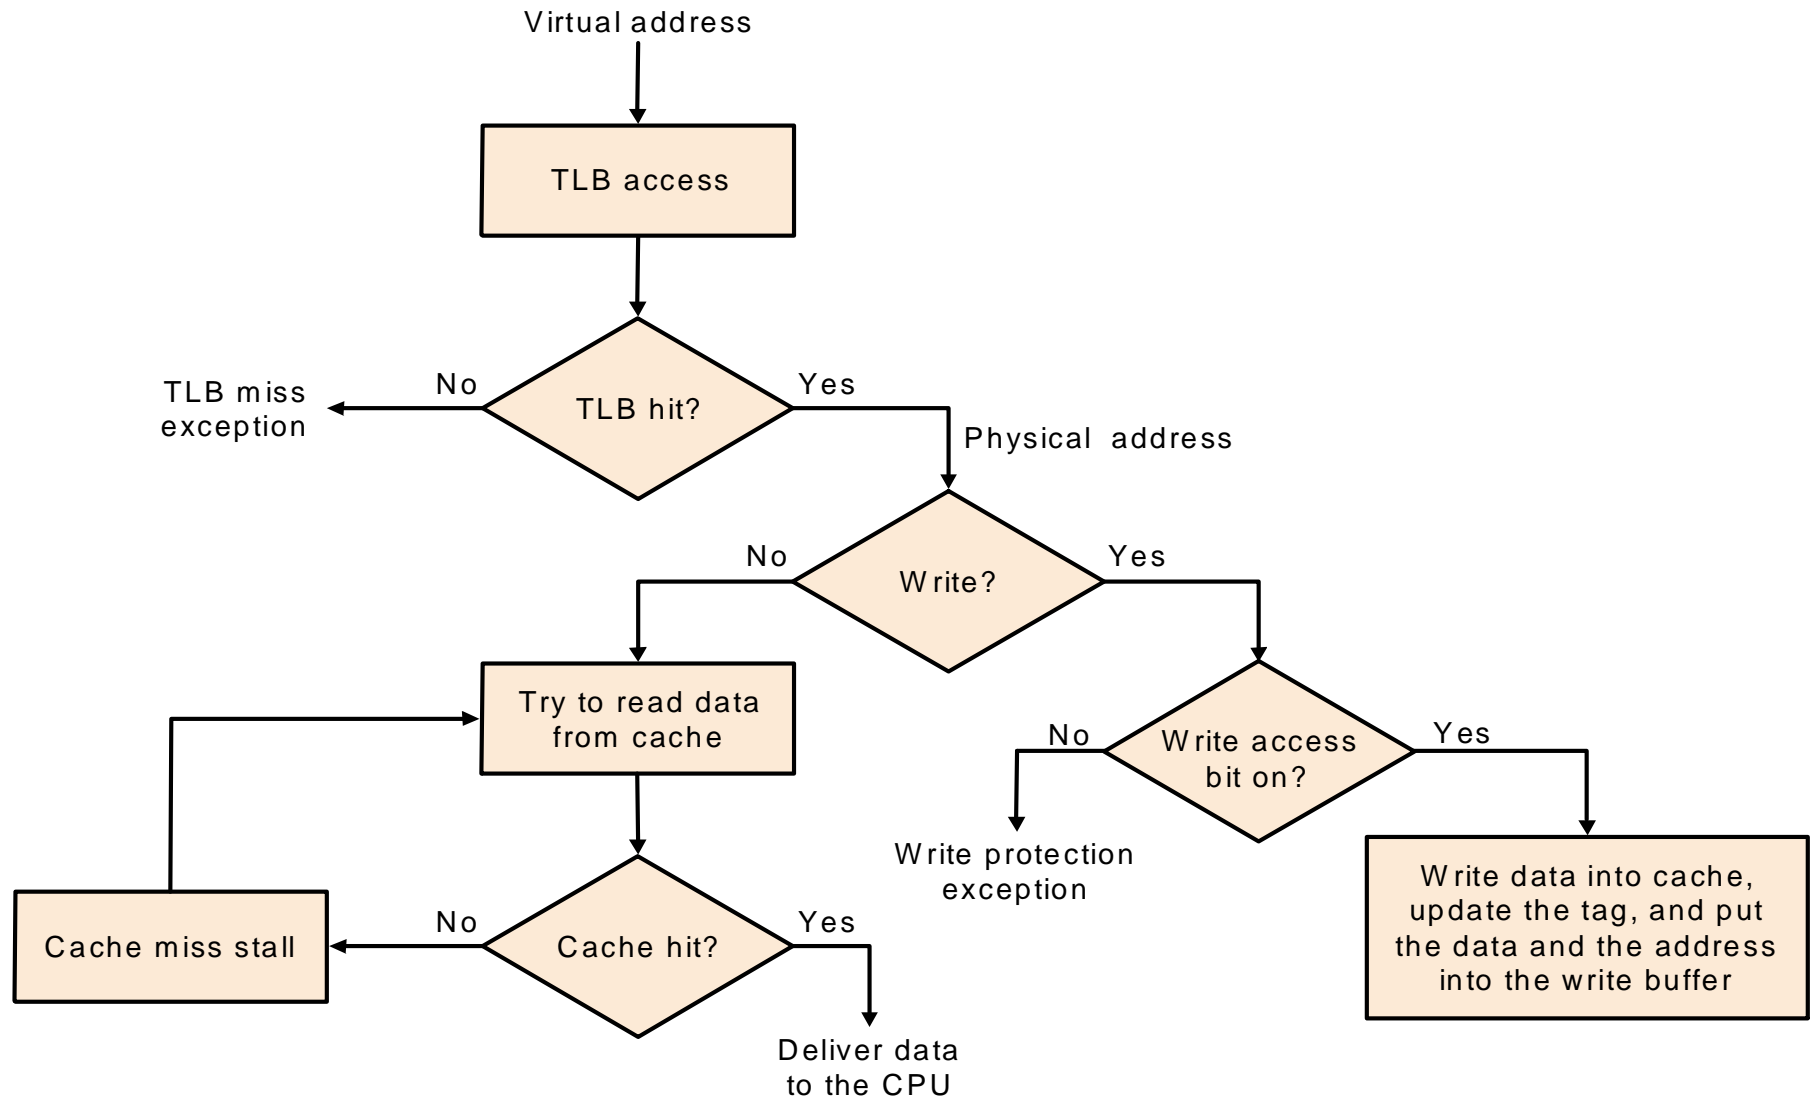 Virtual address
TLB access
No
Yes
TLB miss
exception
TLB hit?
Physical address
No
Yes
Write?
Try to read data
from cache
No
Yes
Write access
bit on?
Write protection
exception
Write data into cache,
update the tag, and put
the data and the address
into the write buffer
No
Yes
Cache miss stall
Cache hit?
Deliver data
to the CPU